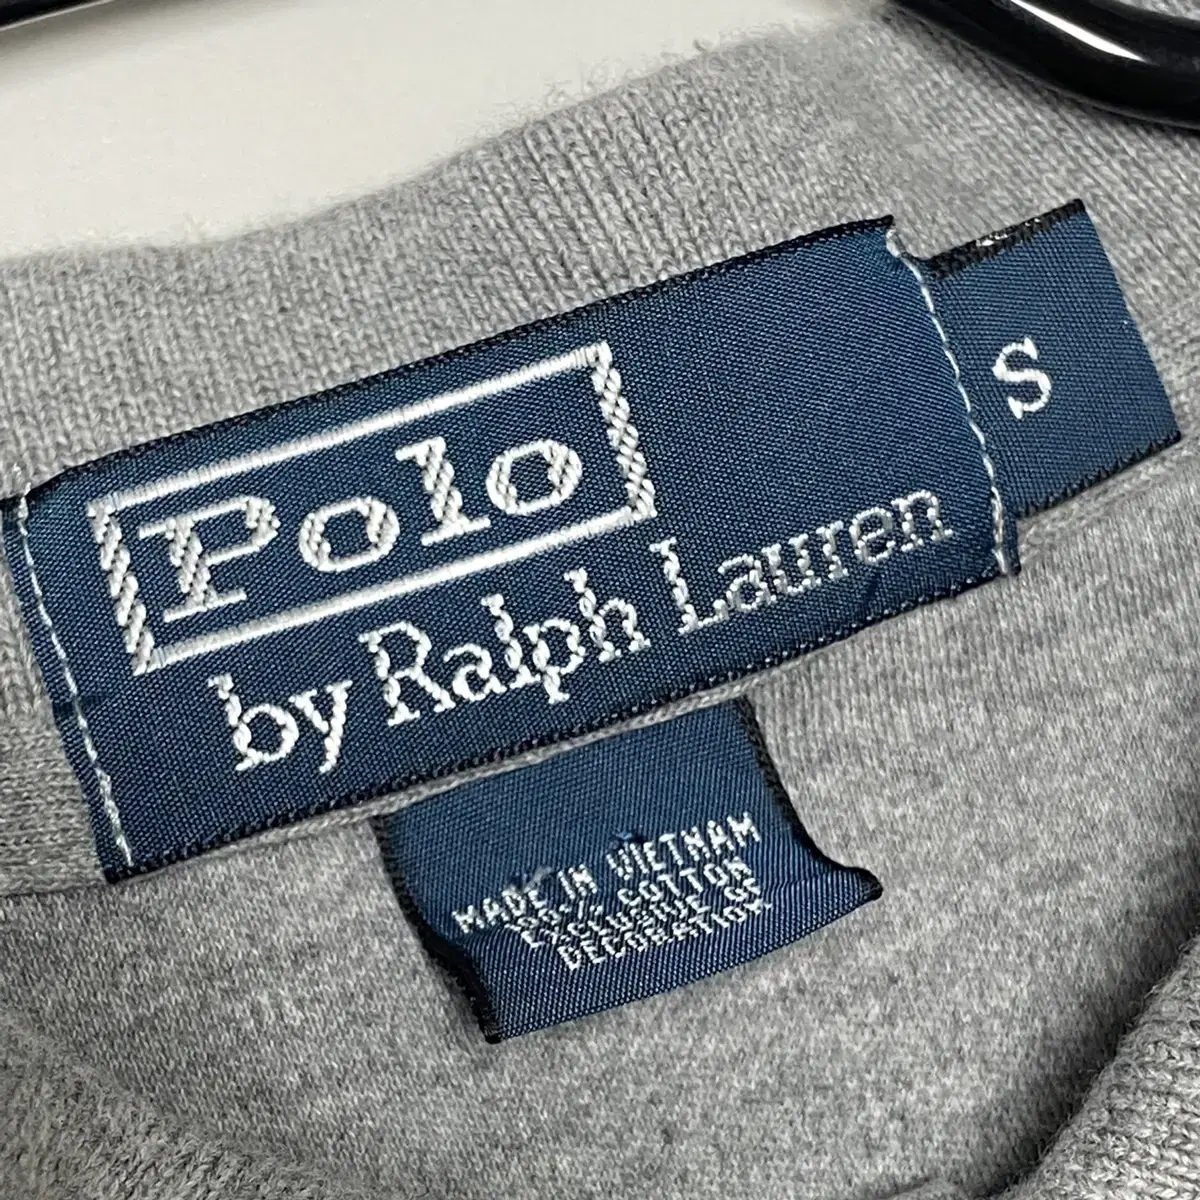 Polo
by Ralph Lauren
S
MADE IN VIETNAM
100% COTTON
EXCLUSIVE OF
DECORATION